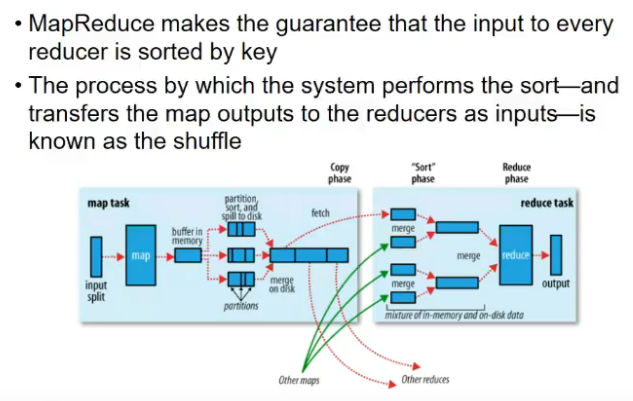 • MapReduce makes the guarantee that the input to every
reducer is sorted by key
• The process by which the system performs the sort—and
transfers the map outputs to the reducers as inputs—is
known as the shuffle
Copy
phase
"Sort"
phase
Reduce
phase
map task
partition,
sort, and
spill to disk
fetch
reduce task
buffer in
memory
merge
map
merge
reduce
input
split
merge
on disk
merge
output
partitions
mixture of in-memory and on-disk data
Other maps
Other reduces